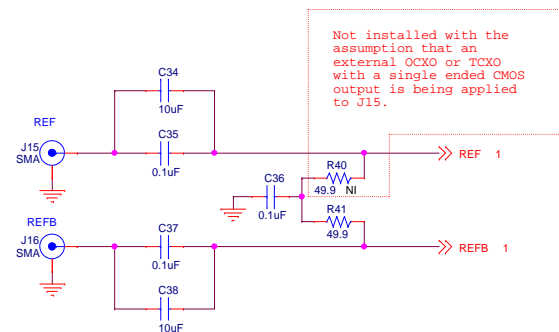 Not installed with the
assumption that an
external OCXO or TCXO
with a single ended CMOS
output is being applied
to J15.
C34
10uF
REF
J15
SMA
C35
0.1uF
REF 1
R40
49.9 NI
C36
0.1uF
R41
49.9
REFB
J16
SMA
C37
0.1uF
REFB 1
C38
10uF